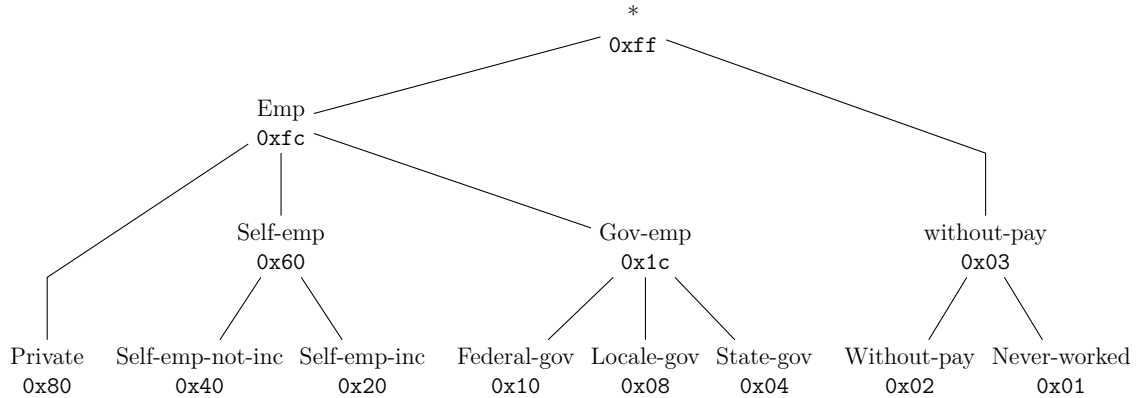 *
0xff
Emp
0xfc
Self-emp
0x60
Gov-emp
0x1c
without-pay
0x03
Private
0x80
Self-emp-not-inc
0x40
Self-emp-inc
0x20
Federal-gov
0x10
Locale-gov
0x08
State-gov
0x04
Without-pay
0x02
Never-worked
0x01